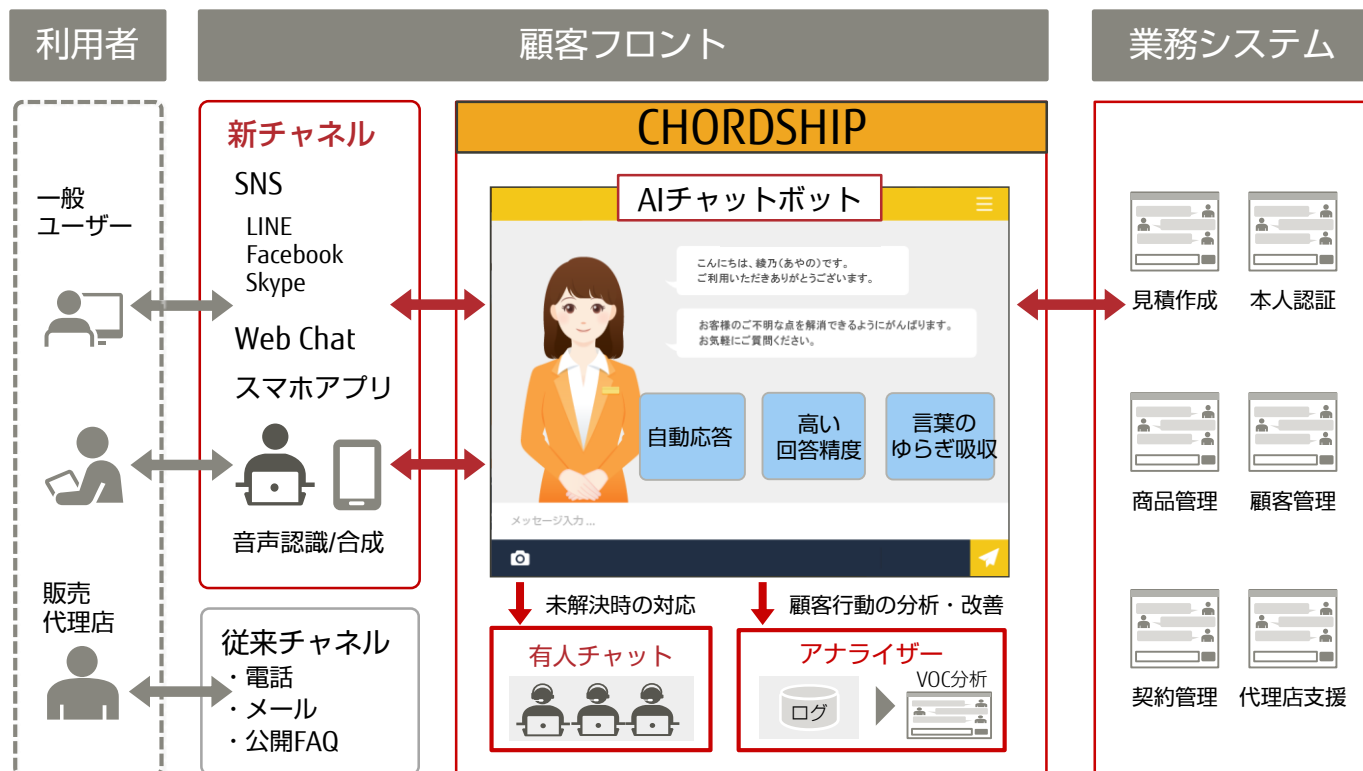 利用者
顧客フロント
業務システム
一般
ユーザー
販売
代理店
新チャネル
SNS
LINE
Facebook
Skype
Web Chat
スマホアプリ
音声認識/合成
従来チャネル
・電話
・メール
・公開FAQ
CHORDSHIP
AIチャットボット
こんにちは、綾乃(あやの)です。
ご利用いただきありがとうございます。
お客様のご不明な点を解消できるようにがんばります。
お気軽にご質問ください。
自動応答
高い
回答精度
言葉の
ゆらぎ吸収
メッセージ入力...
未解決時の対応
顧客行動の分析・改善
有人チャット
アナライザー
ログ
VOC分析
見積作成
本人認証
商品管理
顧客管理
契約管理
代理店支援